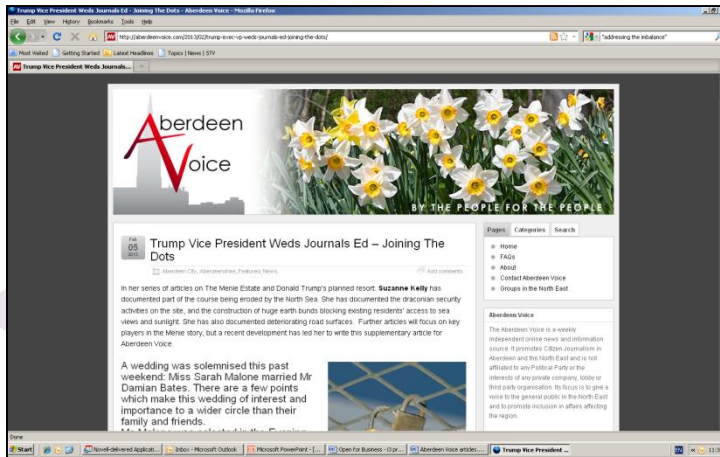 Trump Vice President Weds Journals Ed - Joining The Dots - Aberdeen Voice - Mozilla Firefox
File Edit View History Bookmarks Tools Help
http://aberdeenvoice.com/2013/02/trump-exec-vp-weds-journals-ed-joining-the-dots/
"addressing the imbalance"
Most Visited Getting Started Latest Headlines Topics | News | STV
Trump Vice President Weds Journals...
Aberdeen
Voice
BY THE PEOPLE FOR THE PEOPLE
Feb
05
2013
Trump Vice President Weds Journals Ed – Joining The
Dots
Aberdeen City, Aberdeenshire, Featured, News
Add comments
In her series of articles on The Menie Estate and Donald Trump's planned resort, Suzanne Kelly has
documented part of the course being eroded by the North Sea. She has documented the draconian security
activities on the site, and the construction of huge earth bunds blocking existing residents' access to sea
views and sunlight. She has also documented deteriorating road surfaces. Further articles will focus on key
players in the Menie story, but a recent development has led her to write this supplementary article for
Aberdeen Voice
A wedding was solemnised this past
weekend: Miss Sarah Malone married Mr
Damian Bates. There are a few points
which make this wedding of interest and
importance to a wider circle than their
family and friends.
Pages Categories Search
Home
FAQs
About
Contact Aberdeen Voice
Groups in the North East
Aberdeen Voice
The Aberdeen Voice is a weekly
independent online news and information
source. It promotes Citizen Journalism in
Aberdeen and the North East and is not
affiliated to any Political Party or the
interests of any private company, lobby or
third party organisation. Its focus is to give a
voice to the general public in the North East
and to promote inclusion in affairs affecting
the region.
Done
Start
Novell-delivered Applicati...
Inbox - Microsoft Outlook
Microsoft PowerPoint - [...
Open for Business - (3 pr...
Aberdeen Voice articles....
Trump Vice President ...